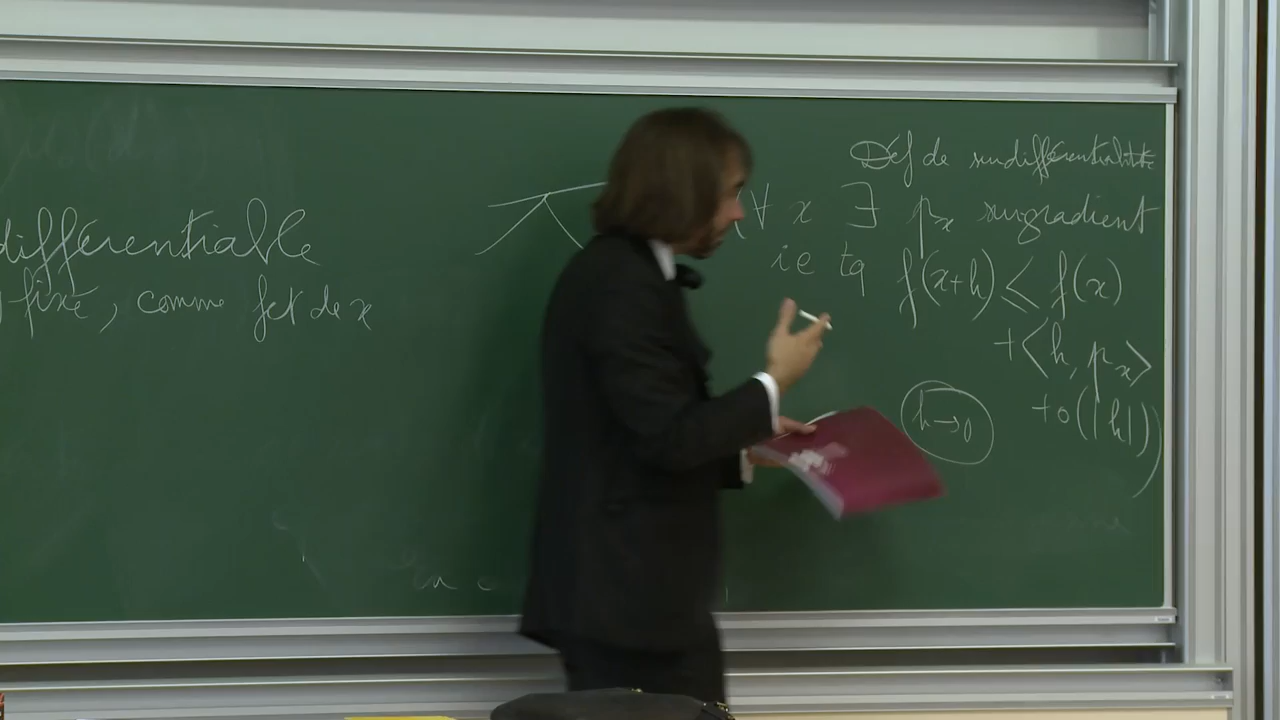 différentiable
fixé, comme fct de x
Déf de surdifférentiabilité
(∀ x ∃ p_x surgradient
ie tq f(x+h) ≤ f(x)
+⟨h, p_x⟩
h→0 +o(|h|))